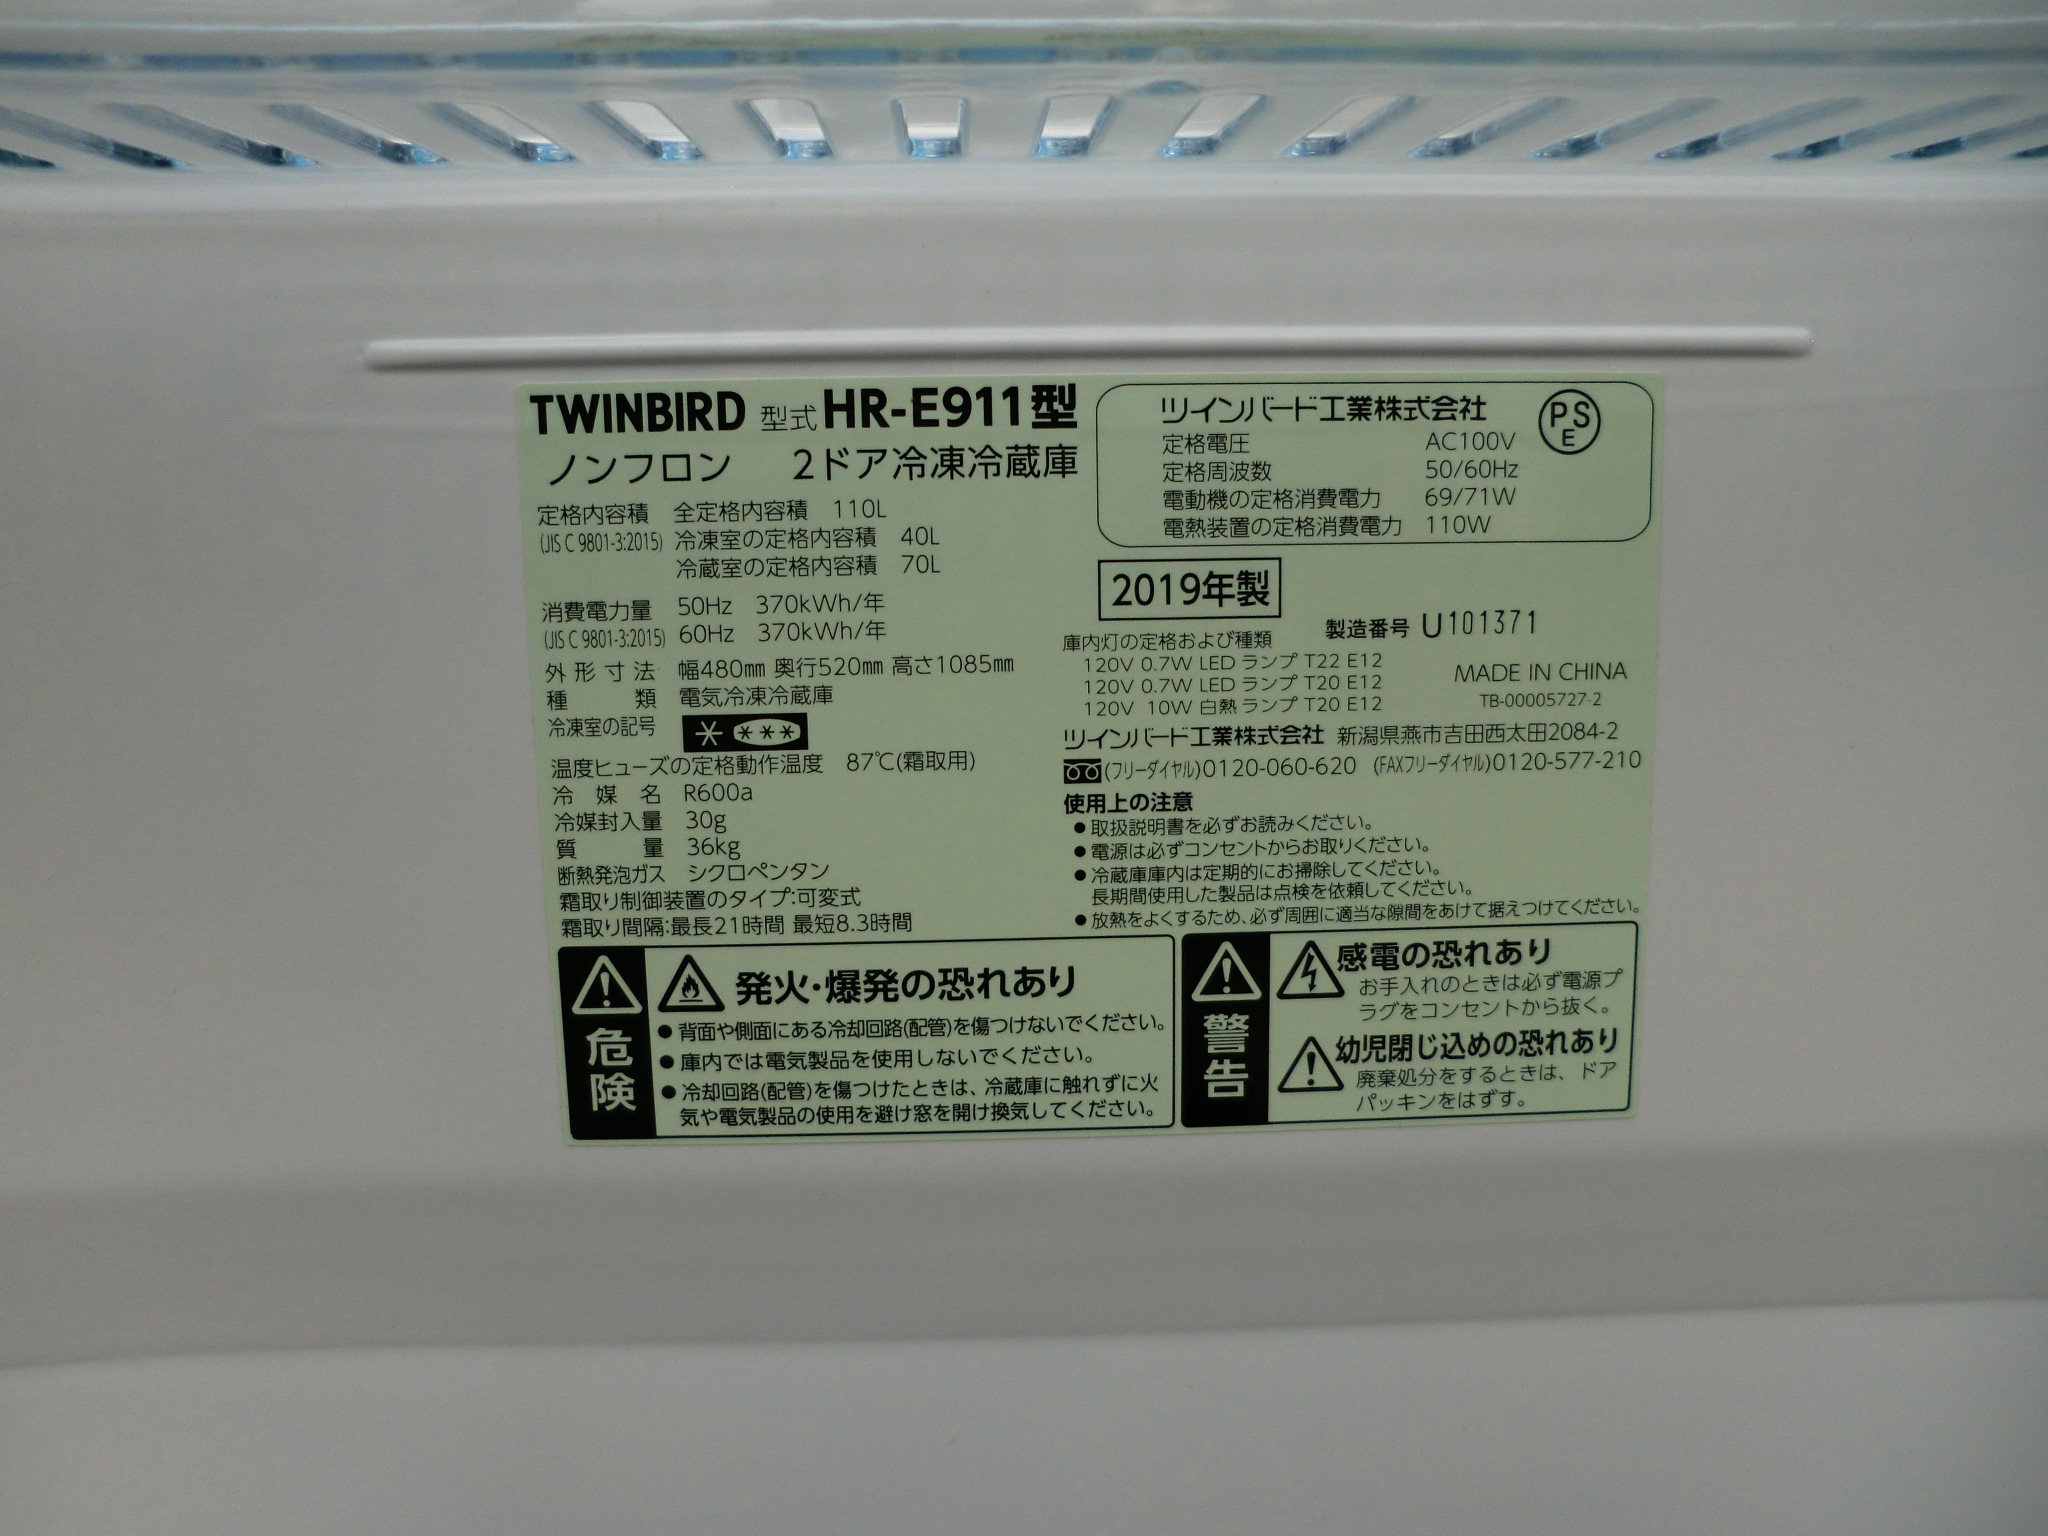 TWINBIRD 型式 HR-E911型
ノンフロン 2ドア冷凍冷蔵庫
定格内容積 全定格内容積 110L
(JIS C 9801-3:2015) 冷凍室の定格内容積 40L
冷蔵室の定格内容積 70L
消費電力量 50Hz 370kWh/年
(JIS C 9801-3:2015) 60Hz 370kWh/年
外形寸法 幅480㎜ 奥行520㎜ 高さ1085㎜
種類 電気冷凍冷蔵庫
冷凍室の記号 * ***
温度ヒューズの定格動作温度 87℃(霜取用)
冷媒名 R600a
冷媒封入量 30g
質量 36kg
断熱発泡ガス シクロペンタン
霜取り制御装置のタイプ:可変式
霜取り間隔:最長21時間 最短8.3時間
ツインバード工業株式会社
PS
E
定格電圧 AC100V
定格周波数 50/60Hz
電動機の定格消費電力 69/71W
電熱装置の定格消費電力 110W
2019年製
製造番号 U101371
庫内灯の定格および種類
120V 0.7W LED ランプ T22 E12
120V 0.7W LED ランプ T20 E12
120V 10W 白熱 ランプ T20 E12
MADE IN CHINA
TB-00005727-2
ツインバード工業株式会社 新潟県燕市吉田西太田2084-2
(フリーダイヤル)0120-060-620 (FAXフリーダイヤル)0120-577-210
使用上の注意
●取扱説明書を必ずお読みください。
●電源は必ずコンセントからお取りください。
●冷蔵庫庫内は定期的にお掃除してください。
長期間使用した製品は点検を依頼してください。
●放熱をよくするため、必ず周囲に適当な隙間をあけて据えつけてください。
危険
発火・爆発の恐れあり
●背面や側面にある冷却回路(配管)を傷つけないでください。
●庫内では電気製品を使用しないでください。
●冷却回路(配管)を傷つけたときは、冷蔵庫に触れずに火
気や電気製品の使用を避け窓を開け換気してください。
警告
感電の恐れあり
お手入れのときは必ず電源プ
ラグをコンセントから抜く。
幼児閉じ込めの恐れあり
廃棄処分をするときは、ドア
パッキンをはずす。